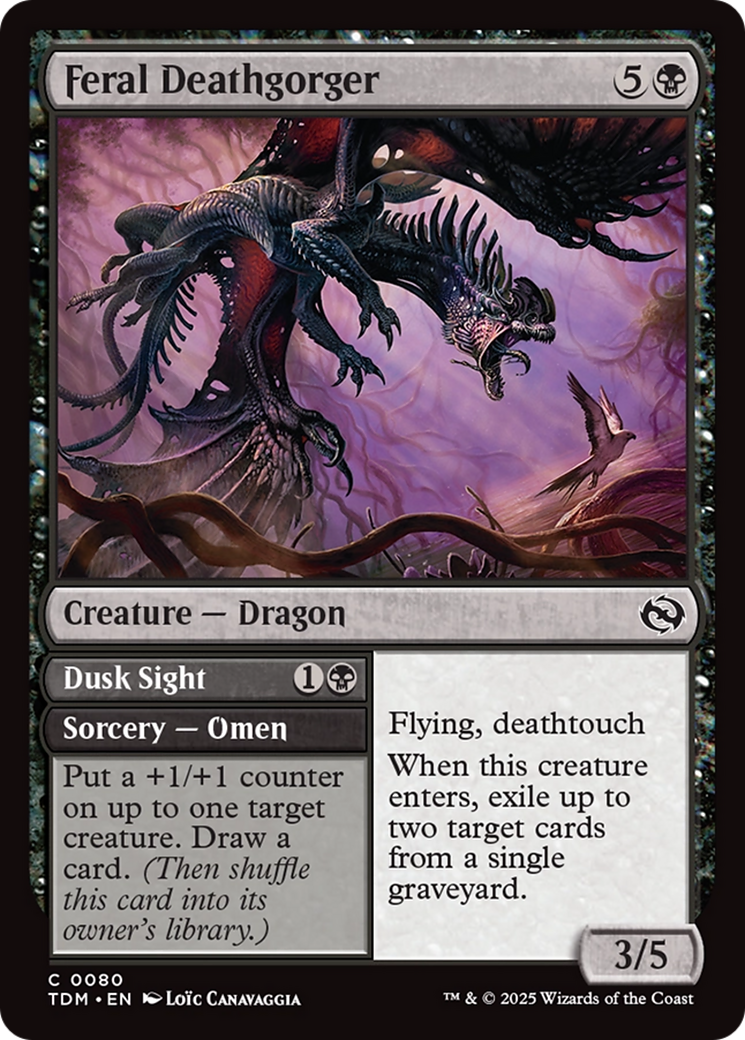 Feral Deathgorger 5
Creature — Dragon
Dusk Sight 1
Sorcery — Omen
Put a +1/+1 counter
on up to one target
creature. Draw a
card. (Then shuffle
this card into its
owner's library.)
Flying, deathtouch
When this creature
enters, exile up to
two target cards
from a single
graveyard.
3/5
C 0080
TDM • EN Loïc Canavaggia
™ & © 2025 Wizards of the Coast